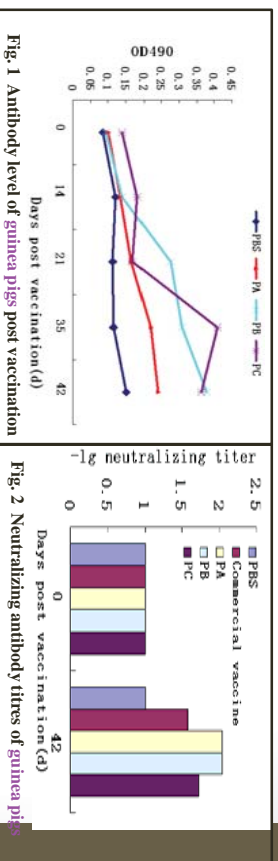 OD490
0.45
0.4
0.35
0.3
0.25
0.2
0.15
0.1
0.05
0
0 14 21 35 42
Days post vaccination(d)
PBS
PA
PB
PC
Fig. 1 Antibody level of guinea pigs post vaccination
-lg neutralizing titer
2.5
2
1.5
1
0.5
0
0 42
Days post vaccination(d)
PBS
Commercial vaccine
PA
PB
PC
Fig. 2 Neutralizing antibody titres of guinea pigs